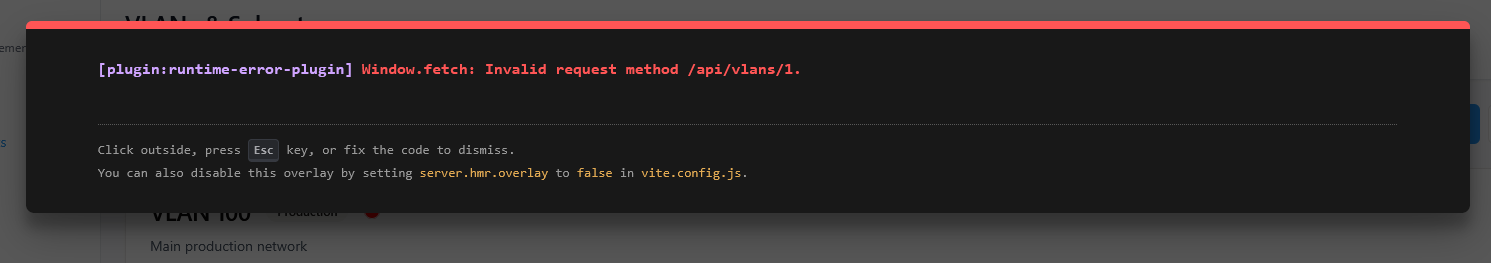 [plugin:runtime-error-plugin] Window.fetch: Invalid request method /api/vlans/1.
Click outside, press Esc key, or fix the code to dismiss.
You can also disable this overlay by setting server.hmr.overlay to false in vite.config.js.
VLAN 100 Production
Main production network